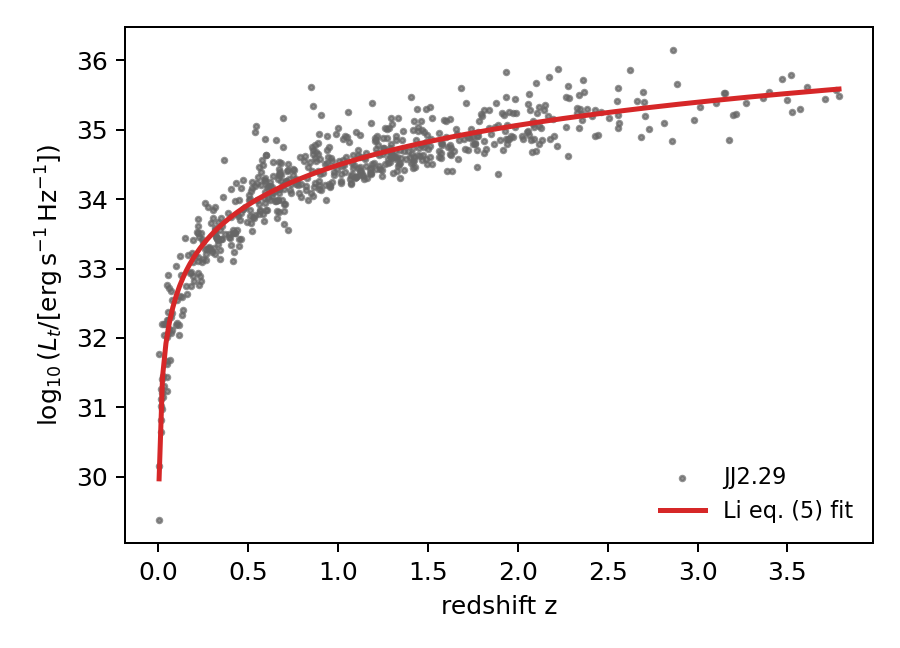 36
35
34
33
32
31
30
log₁₀ (Lₜ/[erg s⁻¹ Hz⁻¹])
JJ2.29
Li eq. (5) fit
0.0 0.5 1.0 1.5 2.0 2.5 3.0 3.5
redshift z